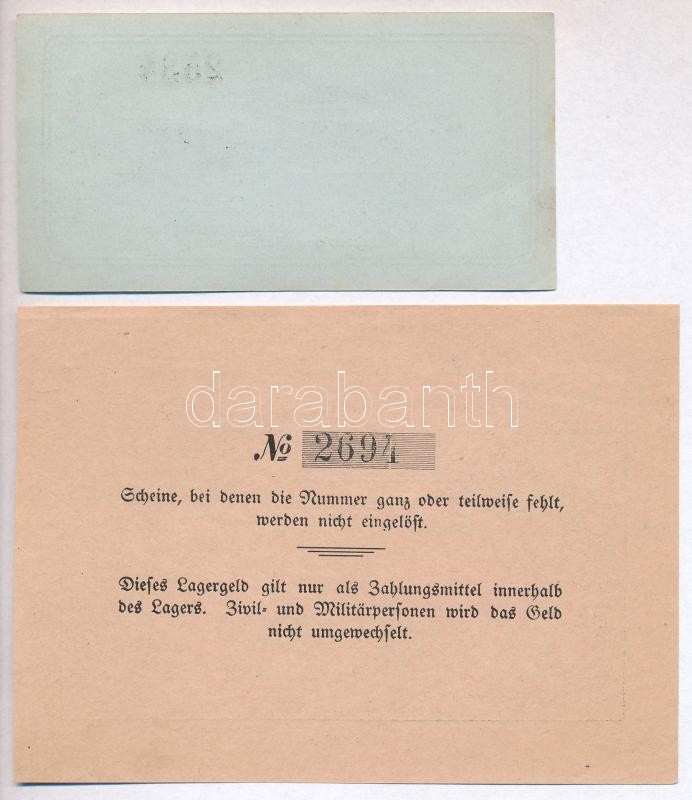 darabanth
№ 2694
Scheine, bei denen die Nummer ganz oder teilweise fehlt,
werden nicht eingelöst.
Dieses Lagergeld gilt nur als Zahlungsmittel innerhalb
des Lagers. Zivil- und Militärpersonen wird das Geld
nicht umgewechselt.